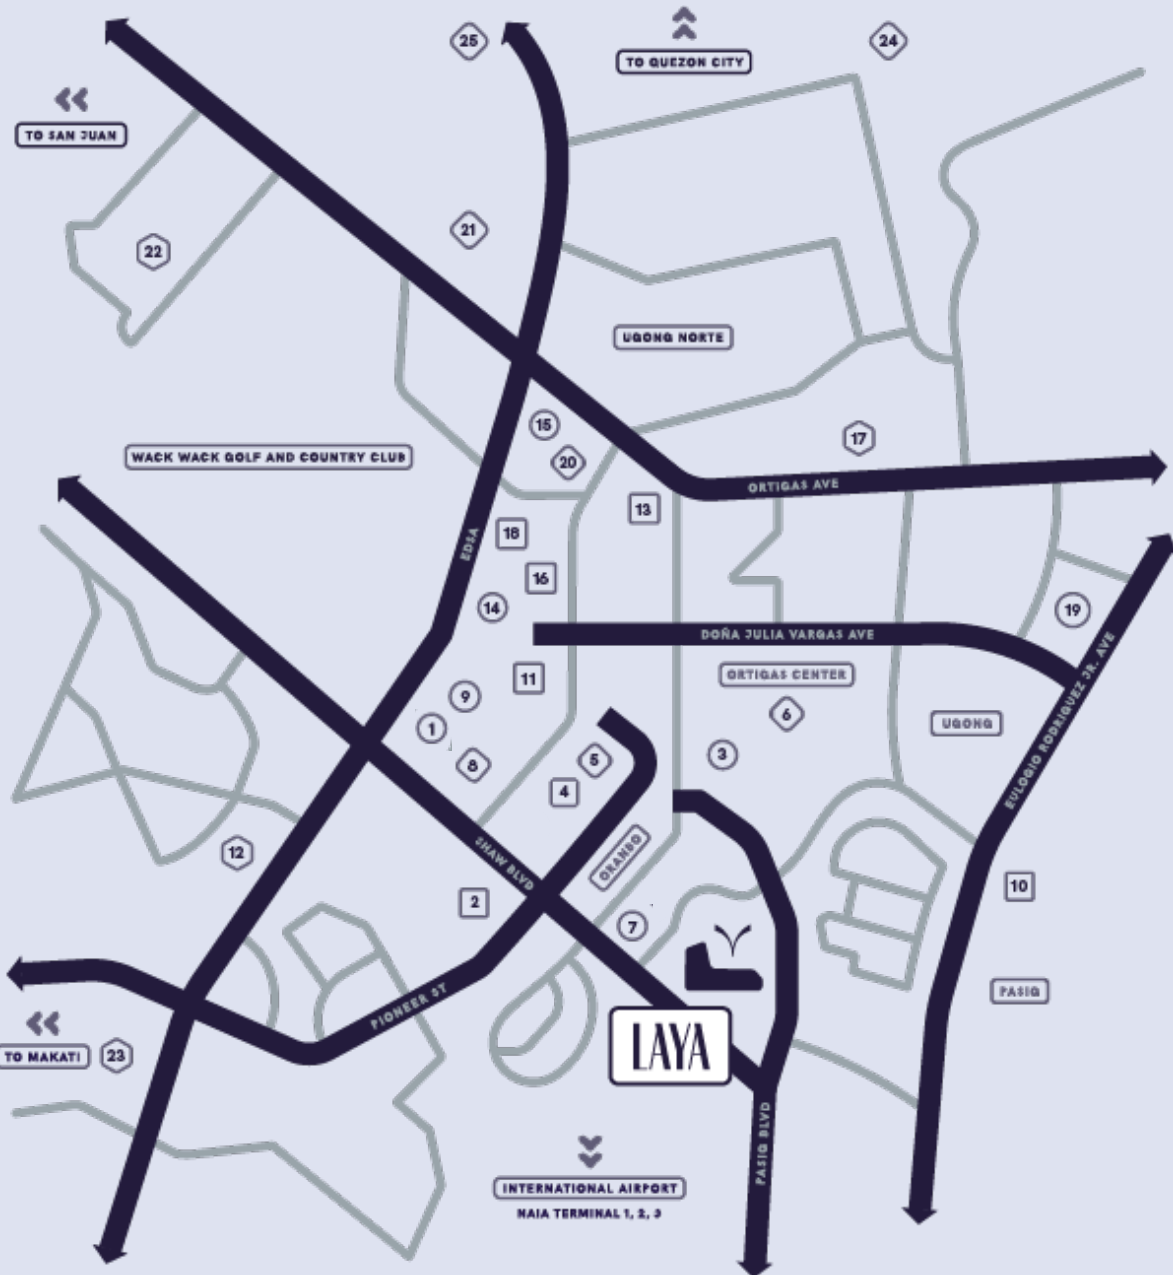 25
24
TO QUEZON CITY
TO SAN JUAN
21
22
UGONG NORTE
15
17
20
WACK WACK GOLF AND COUNTRY CLUB
ORTIGAS AVE
13
18
EDSA
16
14
19
DOÑA JULIA VARGAS AVE
11
ORTIGAS CENTER
9
6
UGONG
EULOGIO RODRIGUEZ JR. AVE
1
3
8
5
4
SHAW BLVD
ORANBO
12
10
2
7
PASIG
PIONEER ST
LAYA
TO MAKATI
23
PASIG BLVD
INTERNATIONAL AIRPORT
NAIA TERMINAL 1, 2, 3